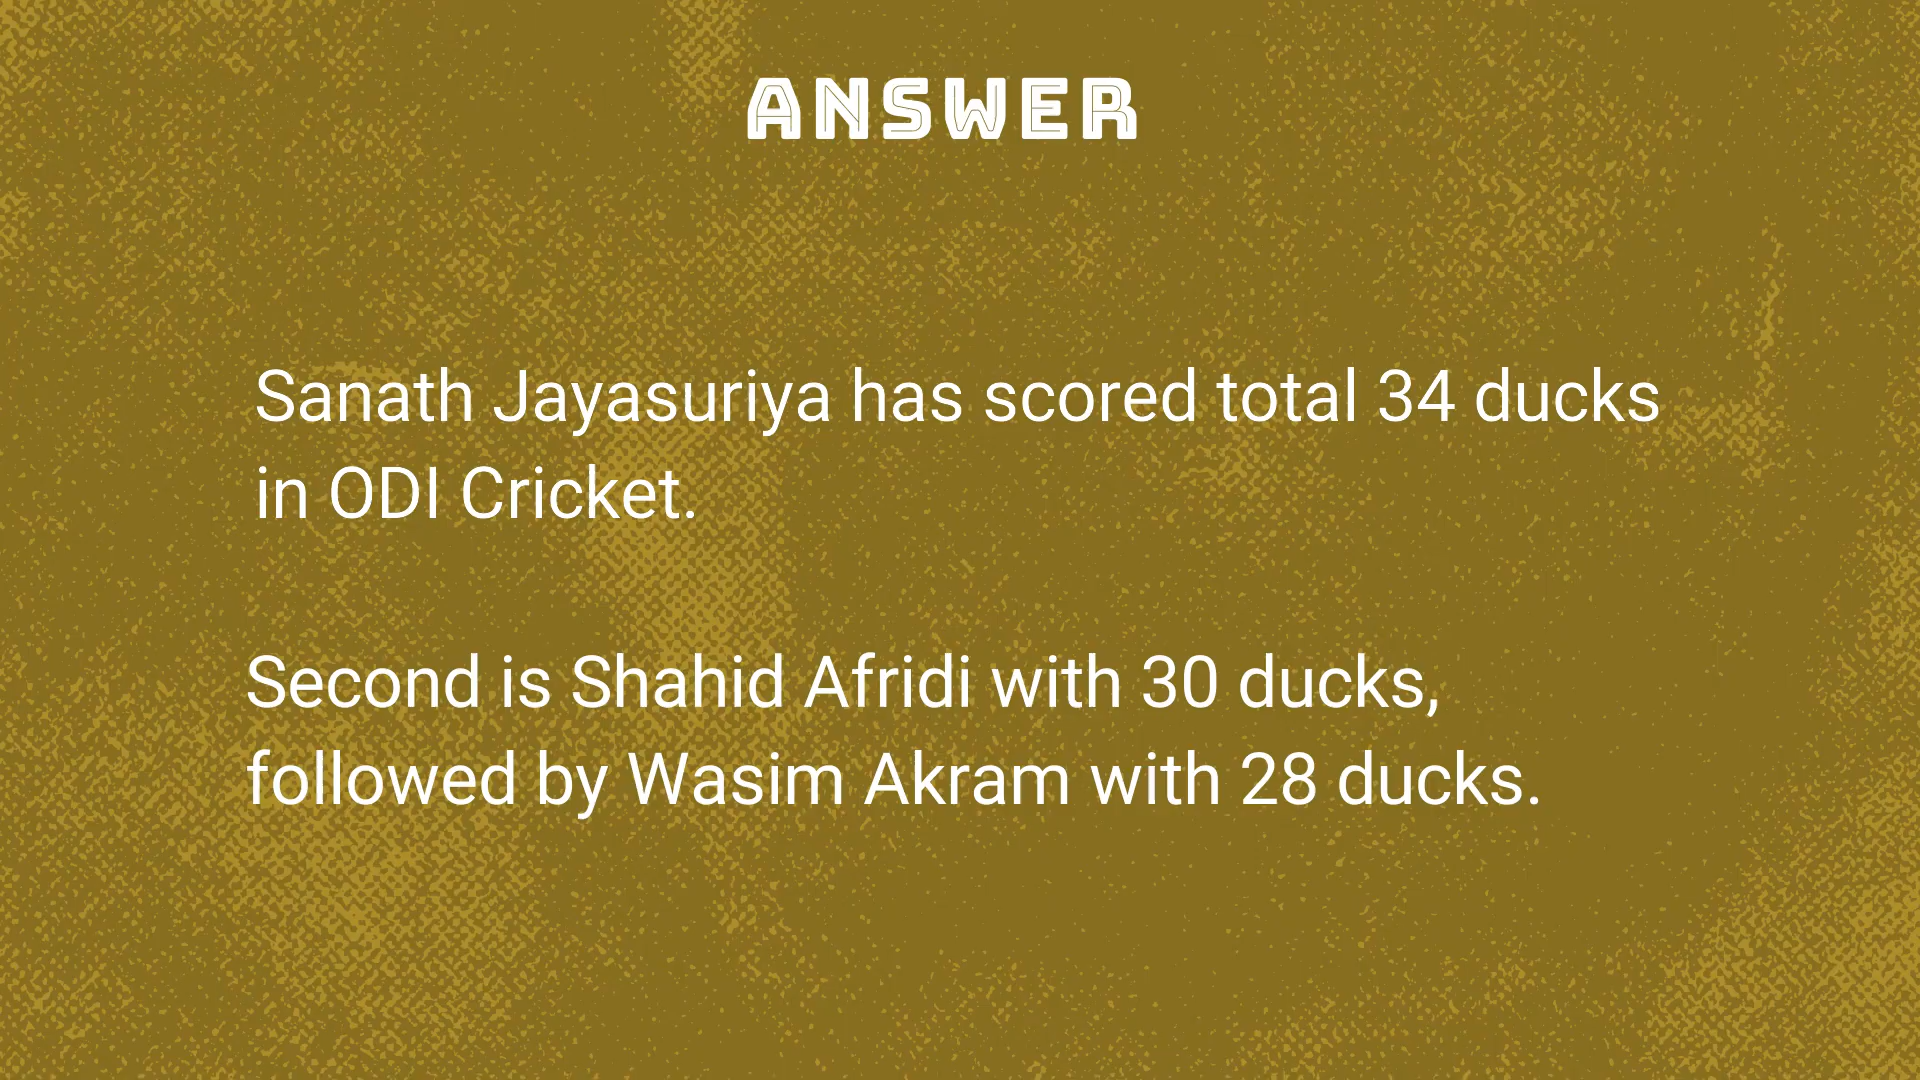 ANSWER
Sanath Jayasuriya has scored total 34 ducks
in ODI Cricket.
Second is Shahid Afridi with 30 ducks,
followed by Wasim Akram with 28 ducks.